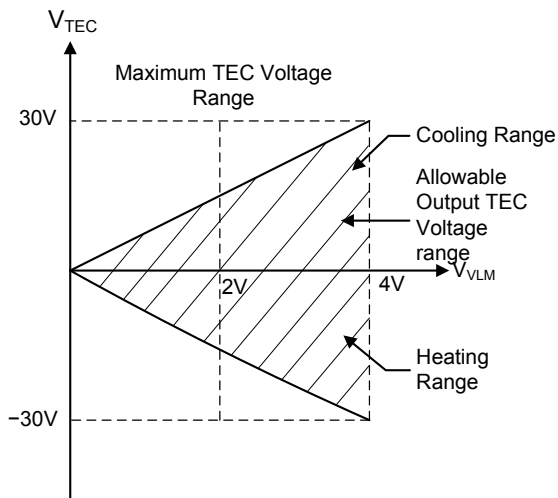 VTEC
Maximum TEC Voltage
Range
30V
Cooling Range
Allowable
Output TEC
Voltage
range
VVLM
2V
4V
Heating
Range
−30V